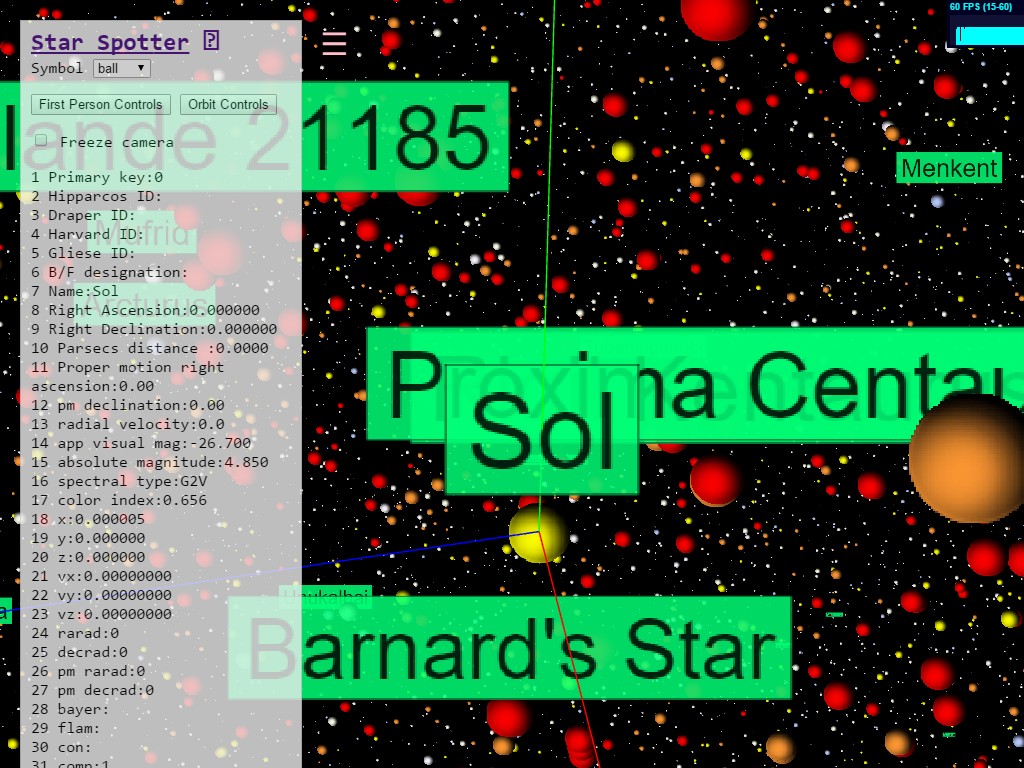 60 FPS (15-60)
Star Spotter
Symbol ball
First Person Controls Orbit Controls
Freeze camera
lande 21185
Menkent
Mufrid
Arcturus
1 Primary key:0
2 Hipparcos ID:
3 Draper ID:
4 Harvard ID:
5 Gliese ID:
6 B/F designation:
7 Name:Sol
8 Right Ascension:0.000000
9 Right Declination:0.000000
10 Parsecs distance :0.0000
11 Proper motion right
ascension:0.00
12 pm declination:0.00
13 radial velocity:0.0
14 app visual mag:-26.700
15 absolute magnitude:4.850
16 spectral type:G2V
17 color index:0.656
18 x:0.000005
19 y:0.000000
20 z:0.000000
21 vx:0.00000000
22 vy:0.00000000
23 vz:0.00000000
24 rarad:0
25 decrad:0
26 pm rarad:0
27 pm decrad:0
28 bayer:
29 flam:
30 con:
31 comp:1
Proxima Centau
Sol
Unukalhai
Barnard's Star